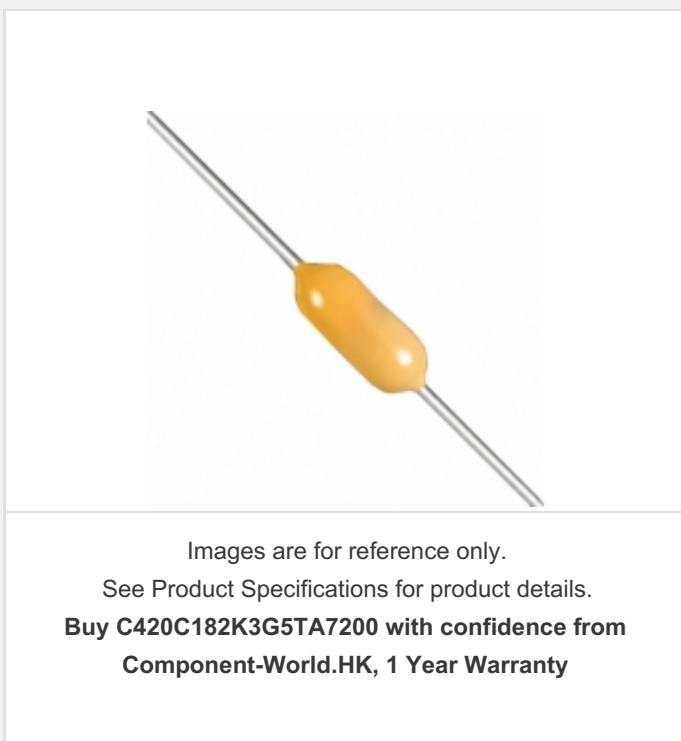 Images are for reference only.
See Product Specifications for product details.
Buy C420C182K3G5TA7200 with confidence from
Component-World.HK, 1 Year Warranty